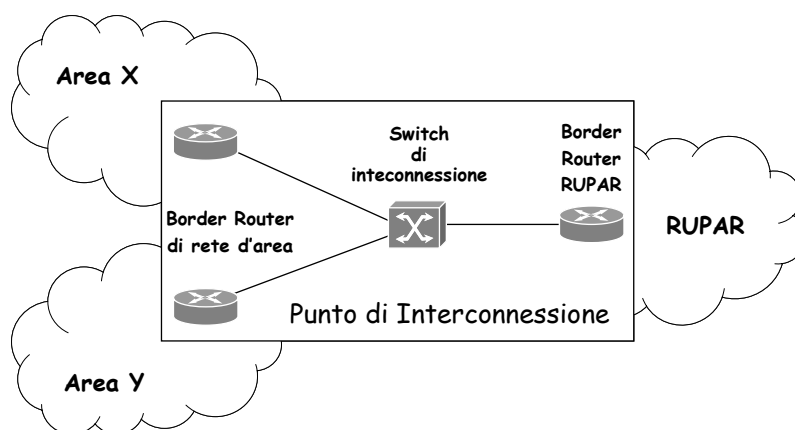 Area X
Switch
di
inteconnessione
Border
Router
RUPAR
Border Router
di rete d'area
RUPAR
Punto di Interconnessione
Area Y